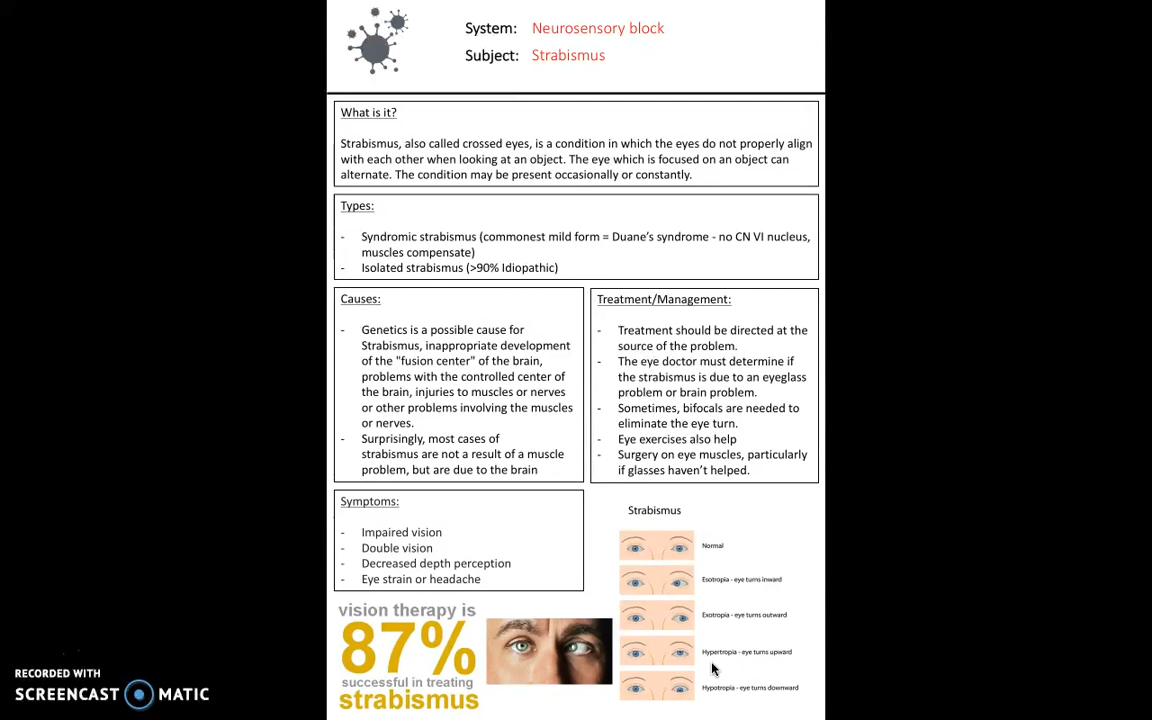 System: Neurosensory block
Subject: Strabismus
What is it?
Strabismus, also called crossed eyes, is a condition in which the eyes do not properly align
with each other when looking at an object. The eye which is focused on an object can
alternate. The condition may be present occasionally or constantly.
Types:
- Syndromic strabismus (commonest mild form = Duane's syndrome - no CN VI nucleus,
muscles compensate)
- Isolated strabismus (>90% Idiopathic)
Causes:
- Genetics is a possible cause for
Strabismus, inappropriate development
of the "fusion center" of the brain,
problems with the controlled center of
the brain, injuries to muscles or nerves
or other problems involving the muscles
or nerves.
- Surprisingly, most cases of
strabismus are not a result of a muscle
problem, but are due to the brain
Treatment/Management:
- Treatment should be directed at the
source of the problem.
- The eye doctor must determine if
the strabismus is due to an eyeglass
problem or brain problem.
- Sometimes, bifocals are needed to
eliminate the eye turn.
- Eye exercises also help
- Surgery on eye muscles, particularly
if glasses haven't helped.
Symptoms:
- Impaired vision
- Double vision
- Decreased depth perception
- Eye strain or headache
vision therapy is
87%
successful in treating
strabismus
Strabismus
Normal
Esotropia - eye turns inward
Exotropia - eye turns outward
Hypertropia - eye turns upward
Hypotropia - eye turns downward
RECORDED WITH
SCREENCAST MATIC